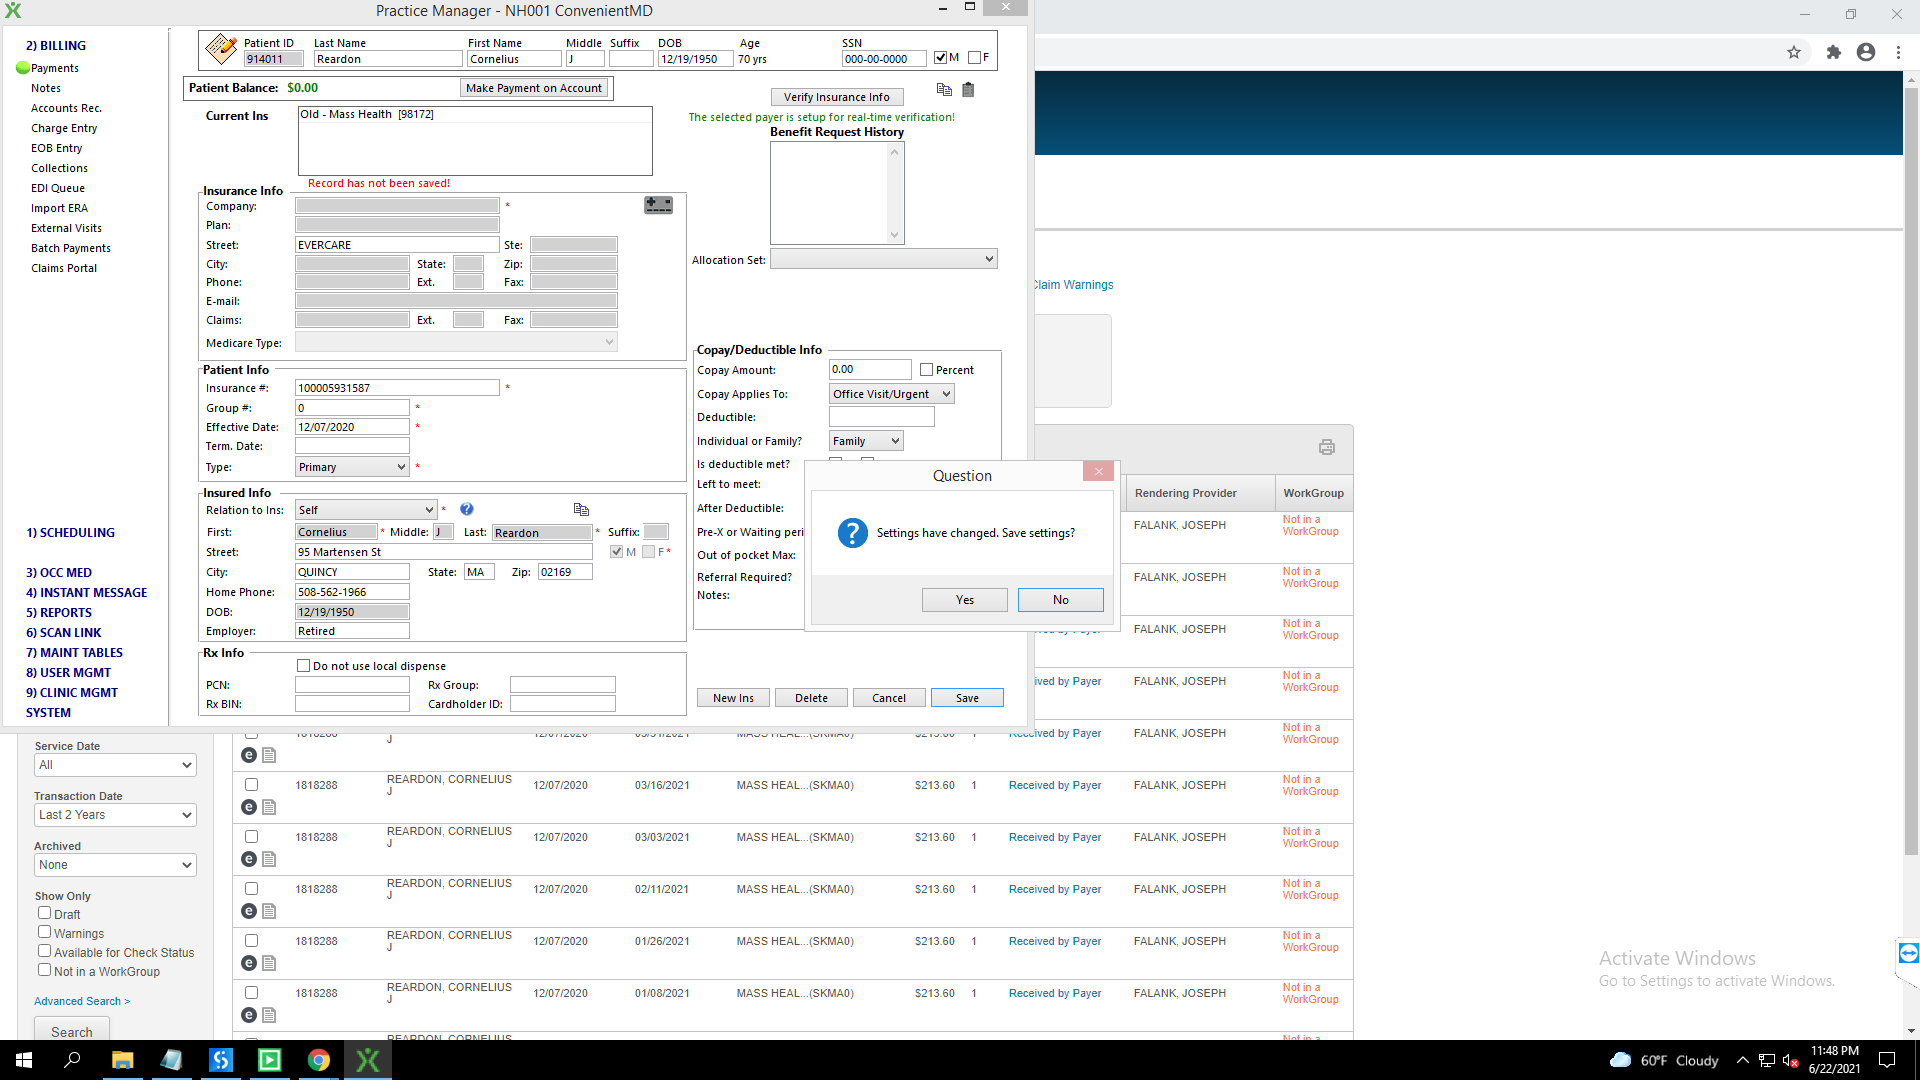 Practice Manager - NH001 ConvenientMD
2) BILLING
Payments
Notes
Accounts Rec.
Charge Entry
EOB Entry
Collections
EDI Queue
Import ERA
External Visits
Batch Payments
Claims Portal
1) SCHEDULING
3) OCC MED
4) INSTANT MESSAGE
5) REPORTS
6) SCAN LINK
7) MAINT TABLES
8) USER MGMT
9) CLINIC MGMT
SYSTEM
Patient ID Last Name First Name Middle Suffix DOB Age SSN
914011 Reardon Cornelius J 12/19/1950 70 yrs 000-00-0000 M F
Patient Balance: $0.00 Make Payment on Account
Current Ins Old - Mass Health [98172]
Record has not been saved!
Verify Insurance Info
The selected payer is setup for real-time verification!
Benefit Request History
Allocation Set:
Insurance Info
Company: *
Plan:
Street: EVERCARE Ste:
City: State: Zip:
Phone: Ext. Fax:
E-mail:
Claims: Ext. Fax:
Medicare Type:
Patient Info
Insurance #: 100005931587 *
Group #: 0 *
Effective Date: 12/07/2020 *
Term. Date:
Type: Primary *
Insured Info
Relation to Ins: Self * ?
First: Cornelius * Middle: J Last: Reardon * Suffix:
Street: 95 Martensen St M F *
City: QUINCY State: MA Zip: 02169
Home Phone: 508-562-1966
DOB: 12/19/1950
Employer: Retired
Rx Info
Do not use local dispense
PCN: Rx Group:
Rx BIN: Cardholder ID:
Copay/Deductible Info
Copay Amount: 0.00 Percent
Copay Applies To: Office Visit/Urgent
Deductible:
Individual or Family? Family
Is deductible met?
Left to meet:
After Deductible:
Pre-X or Waiting peri
Out of pocket Max:
Referral Required?
Notes:
New Ins Delete Cancel Save
Question
? Settings have changed. Save settings?
Yes No
Claim Warnings
Rendering Provider WorkGroup
FALANK, JOSEPH Not in a
WorkGroup
FALANK, JOSEPH Not in a
WorkGroup
FALANK, JOSEPH Not in a
WorkGroup
ived by Payer FALANK, JOSEPH Not in a
WorkGroup
Received by Payer FALANK, JOSEPH Not in a
J WorkGroup
1818288 REARDON, CORNELIUS 12/07/2020 03/16/2021 MASS HEAL...(SKMA0) $213.60 1 Received by Payer FALANK, JOSEPH Not in a
J WorkGroup
1818288 REARDON, CORNELIUS 12/07/2020 03/03/2021 MASS HEAL...(SKMA0) $213.60 1 Received by Payer FALANK, JOSEPH Not in a
J WorkGroup
1818288 REARDON, CORNELIUS 12/07/2020 02/11/2021 MASS HEAL...(SKMA0) $213.60 1 Received by Payer FALANK, JOSEPH Not in a
J WorkGroup
1818288 REARDON, CORNELIUS 12/07/2020 01/26/2021 MASS HEAL...(SKMA0) $213.60 1 Received by Payer FALANK, JOSEPH Not in a
J WorkGroup
1818288 REARDON, CORNELIUS 12/07/2020 01/08/2021 MASS HEAL...(SKMA0) $213.60 1 Received by Payer FALANK, JOSEPH Not in a
J WorkGroup
REARDON, CORNELIUS Not in a
Service Date
All
Transaction Date
Last 2 Years
Archived
None
Show Only
Draft
Warnings
Available for Check Status
Not in a WorkGroup
Advanced Search >
Search
Activate Windows
Go to Settings to activate Windows.
60°F Cloudy
11:48 PM
6/22/2021